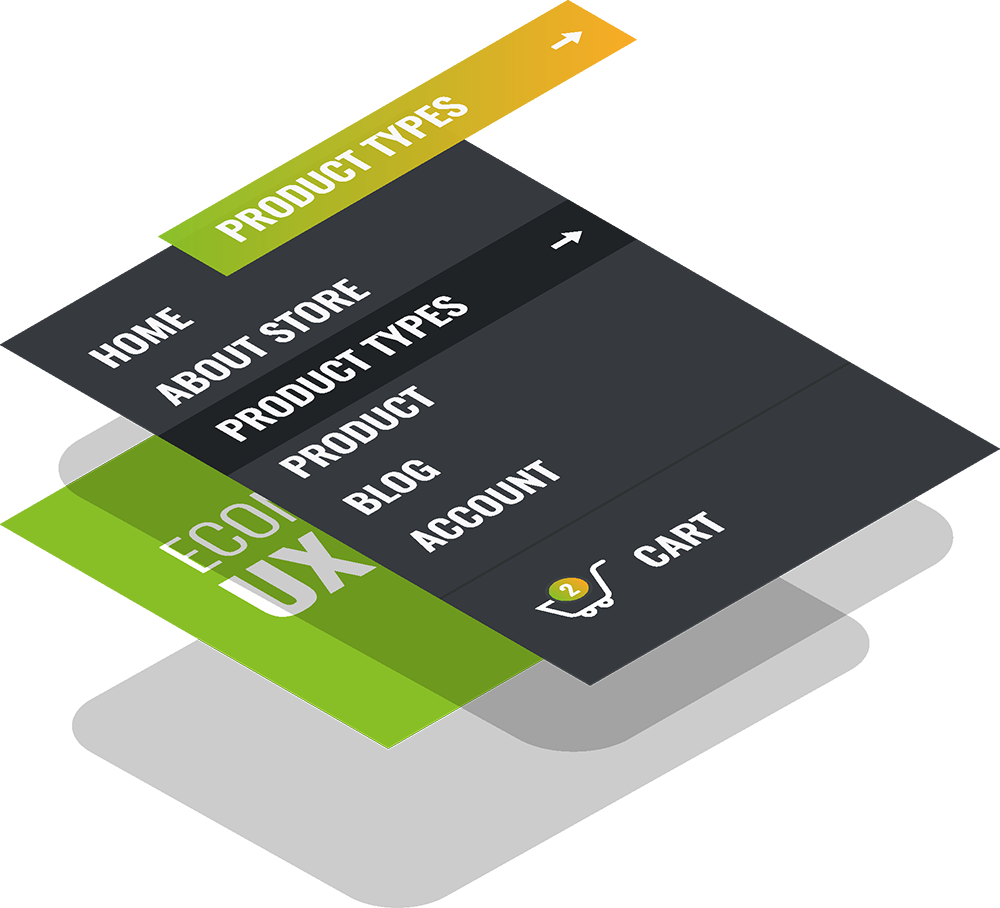 PRODUCT TYPES
HOME
ABOUT STORE
PRODUCT TYPES
PRODUCT
BLOG
ACCOUNT
2 CART
UX